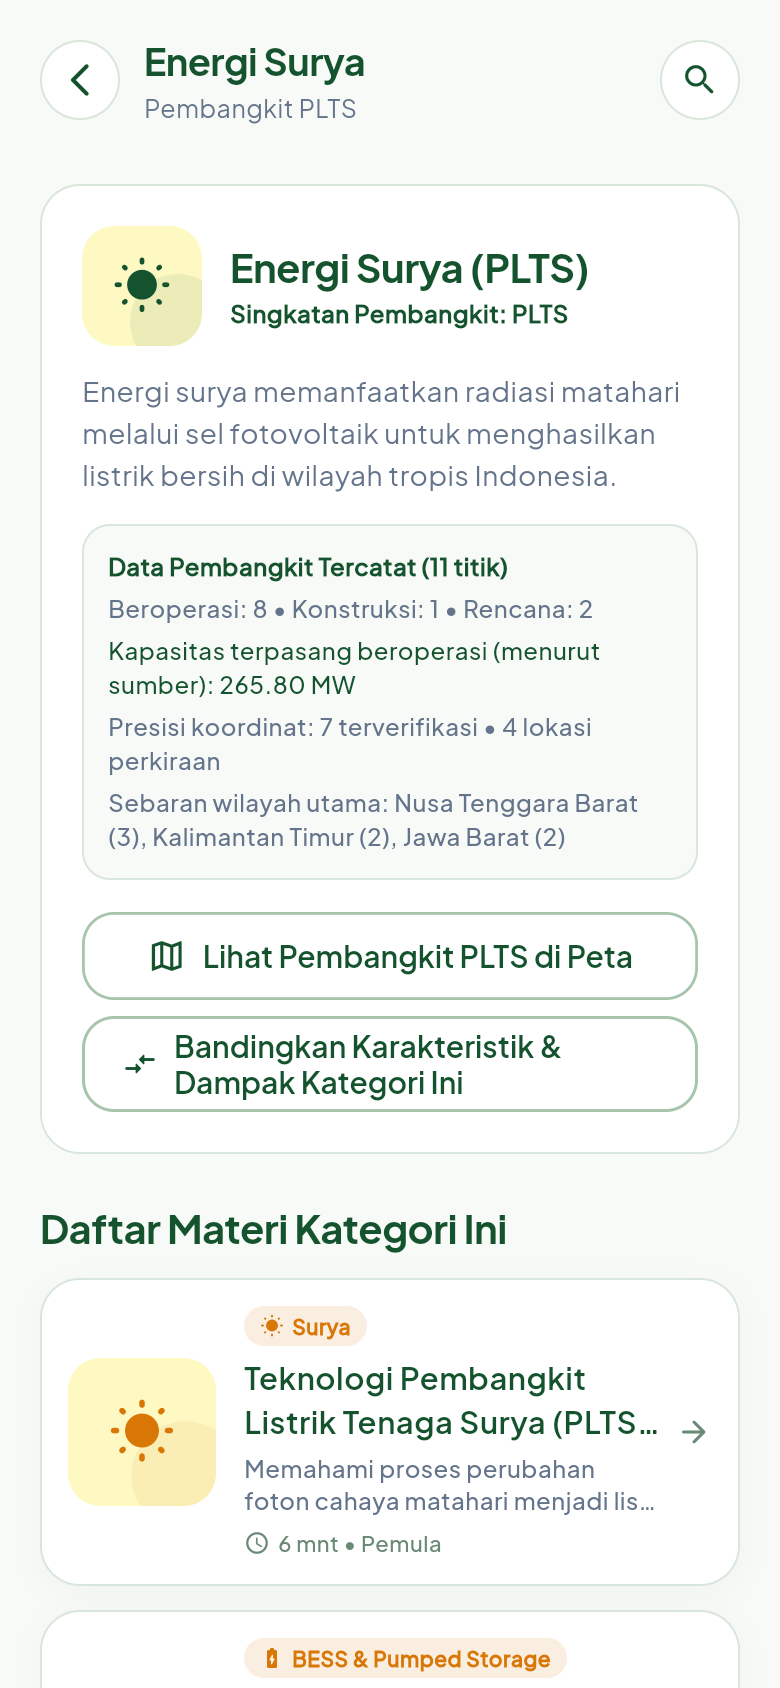 Energi Surya
Pembangkit PLTS
Energi Surya (PLTS)
Singkatan Pembangkit: PLTS
Energi surya memanfaatkan radiasi matahari
melalui sel fotovoltaik untuk menghasilkan
listrik bersih di wilayah tropis Indonesia.
Data Pembangkit Tercatat (11 titik)
Beroperasi: 8 • Konstruksi: 1 • Rencana: 2
Kapasitas terpasang beroperasi (menurut
sumber): 265.80 MW
Presisi koordinat: 7 terverifikasi • 4 lokasi
perkiraan
Sebaran wilayah utama: Nusa Tenggara Barat
(3), Kalimantan Timur (2), Jawa Barat (2)
Lihat Pembangkit PLTS di Peta
Bandingkan Karakteristik &
Dampak Kategori Ini
Daftar Materi Kategori Ini
Surya
Teknologi Pembangkit
Listrik Tenaga Surya (PLTS…
Memahami proses perubahan
foton cahaya matahari menjadi lis…
6 mnt • Pemula
BESS & Pumped Storage